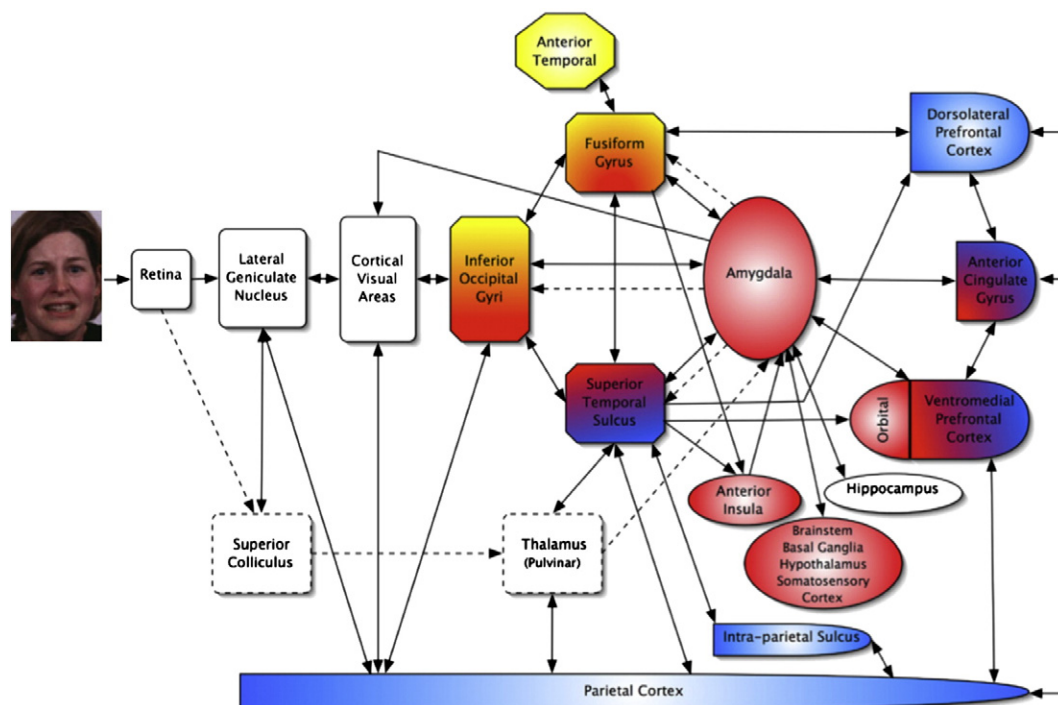 Anterior
Temporal
Fusiform
Gyrus
Dorsolateral
Prefrontal
Cortex
Retina
Lateral
Geniculate
Nucleus
Cortical
Visual
Areas
Inferior
Occipital
Gyri
Amygdala
Anterior
Cingulate
Gyrus
Superior
Temporal
Sulcus
Orbital
Ventromedial
Prefrontal
Cortex
Anterior
Insula
Hippocampus
Superior
Colliculus
Thalamus
(Pulvinar)
Brainstem
Basal Ganglia
Hypothalamus
Somatosensory
Cortex
Intra-parietal Sulcus
Parietal Cortex